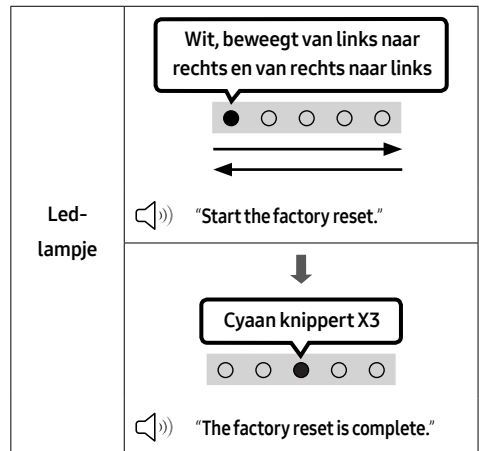 Wit, beweegt van links naar
rechts en van rechts naar links
Led-
lampje
"Start the factory reset."
Cyaan knippert X3
"The factory reset is complete."